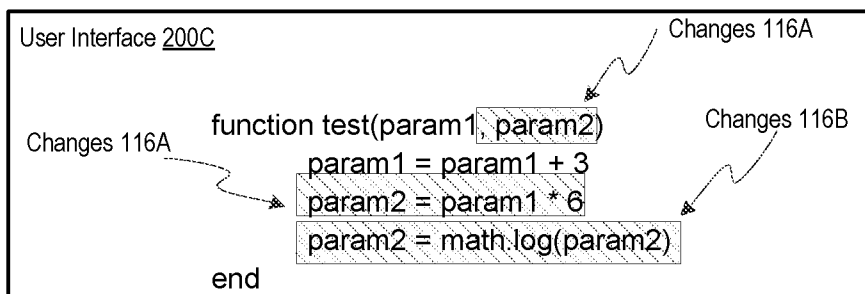 User Interface 200C
Changes 116A
function test(param1, param2)
Changes 116A
Changes 116B
param1 = param1 + 3
param2 = param1 * 6
param2 = math.log(param2)
end